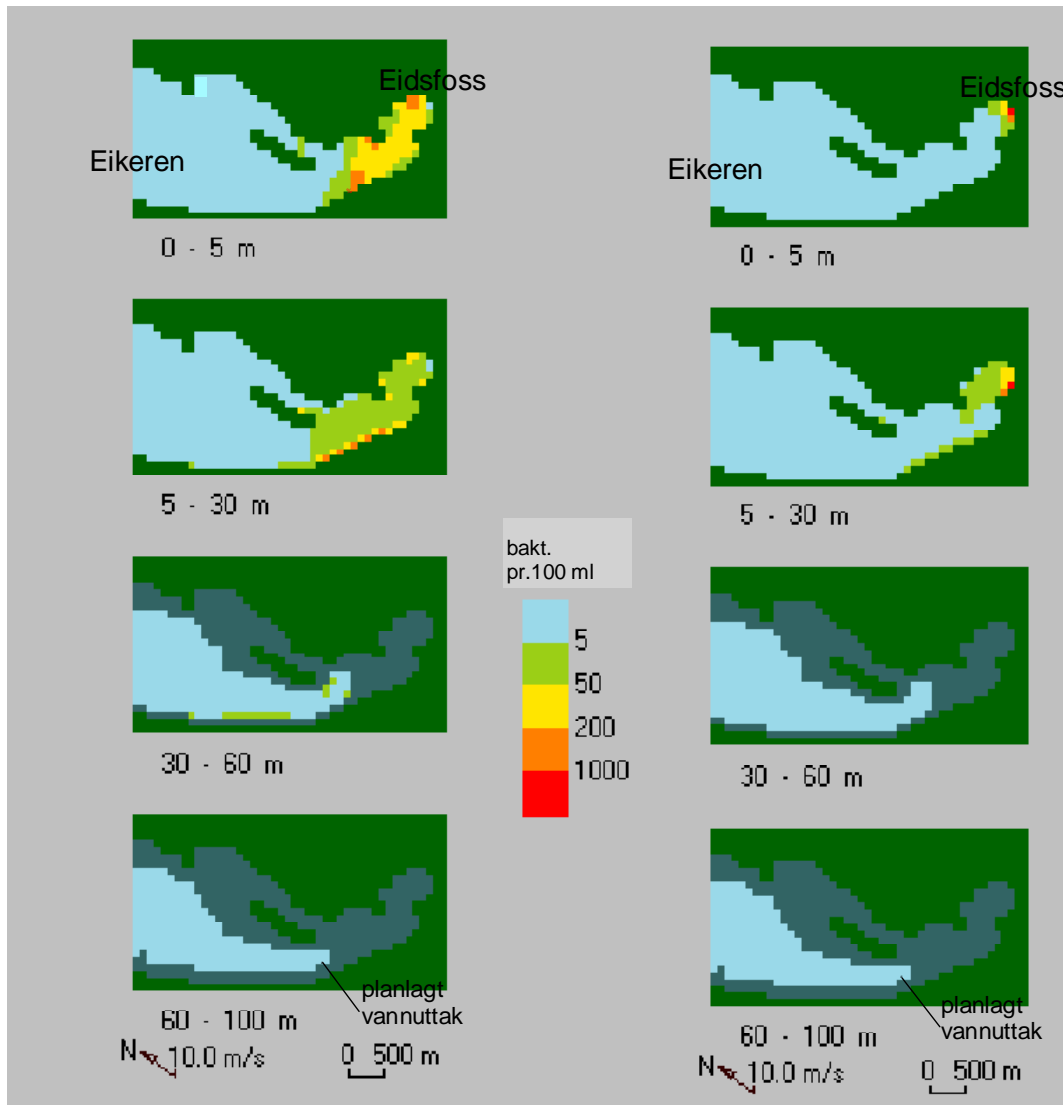 Eidsfoss
Eikeren
0 - 5 m
5 - 30 m
30 - 60 m
planlagt
vannuttak
60 - 100 m
N 10.0 m/s
0 500 m
bakt.
pr.100 ml
5
50
200
1000
Eidsfoss
Eikeren
0 - 5 m
5 - 30 m
30 - 60 m
planlagt
vannuttak
60 - 100 m
N 10.0 m/s
0 500 m